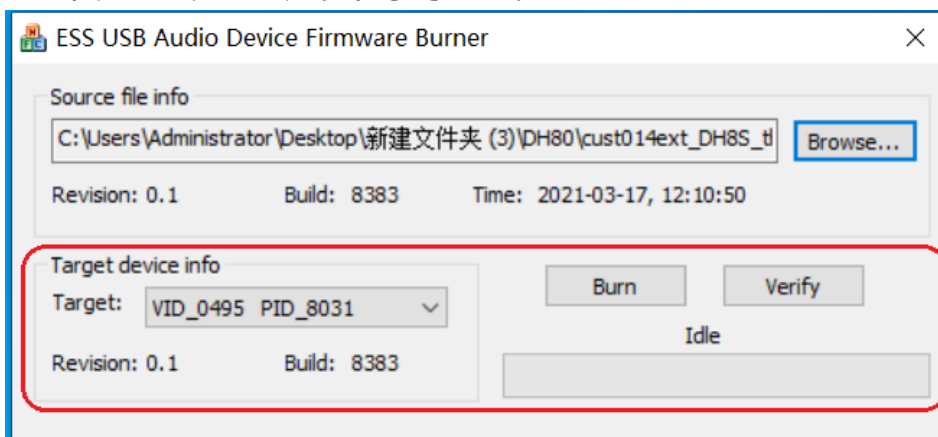 ESS USB Audio Device Firmware Burner
Source file info
C:\Users\Administrator\Desktop\新建文件夹 (3)\DH80\cust014ext_DH8S_tl
Browse...
Revision: 0.1 Build: 8383 Time: 2021-03-17, 12:10:50
Target device info
Target: VID_0495 PID_8031
Burn Verify
Idle
Revision: 0.1 Build: 8383